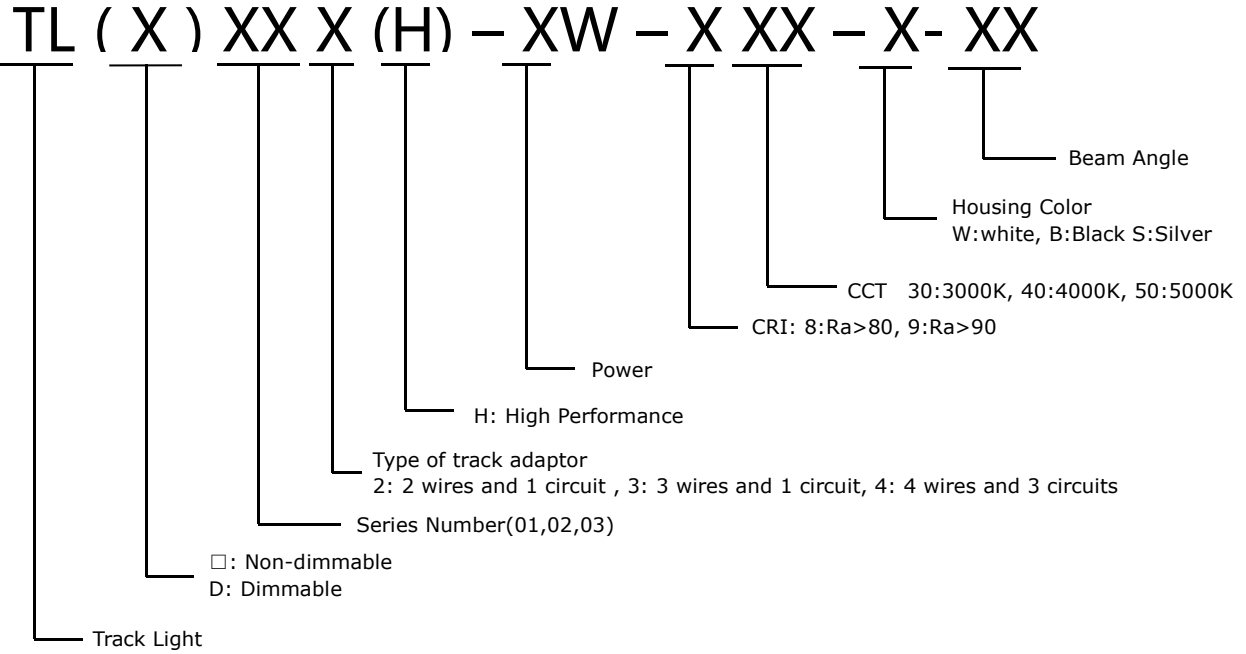 TL ( X ) XX X (H) – XW – X XX – X- XX
Beam Angle
Housing Color
W:white, B:Black S:Silver
CCT 30:3000K, 40:4000K, 50:5000K
CRI: 8:Ra>80, 9:Ra>90
Power
H: High Performance
Type of track adaptor
2: 2 wires and 1 circuit , 3: 3 wires and 1 circuit, 4: 4 wires and 3 circuits
Series Number(01,02,03)
□: Non-dimmable
D: Dimmable
Track Light